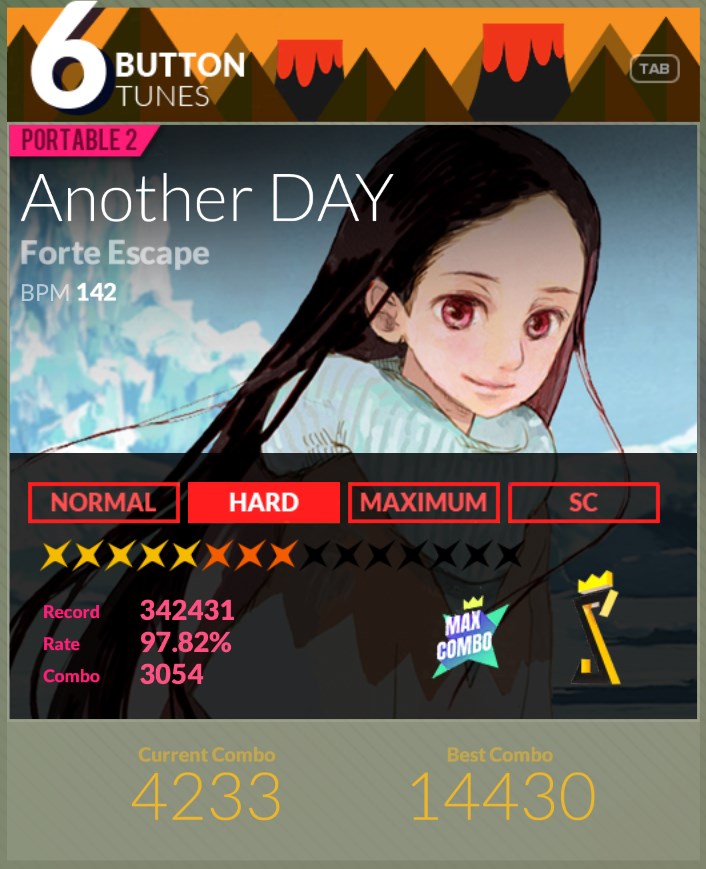 6 BUTTON
TUNES
TAB
PORTABLE 2
Another DAY
Forte Escape
BPM 142
NORMAL HARD MAXIMUM SC
Record 342431
Rate 97.82%
Combo 3054
MAX
COMBO
S
Current Combo Best Combo
4233 14430